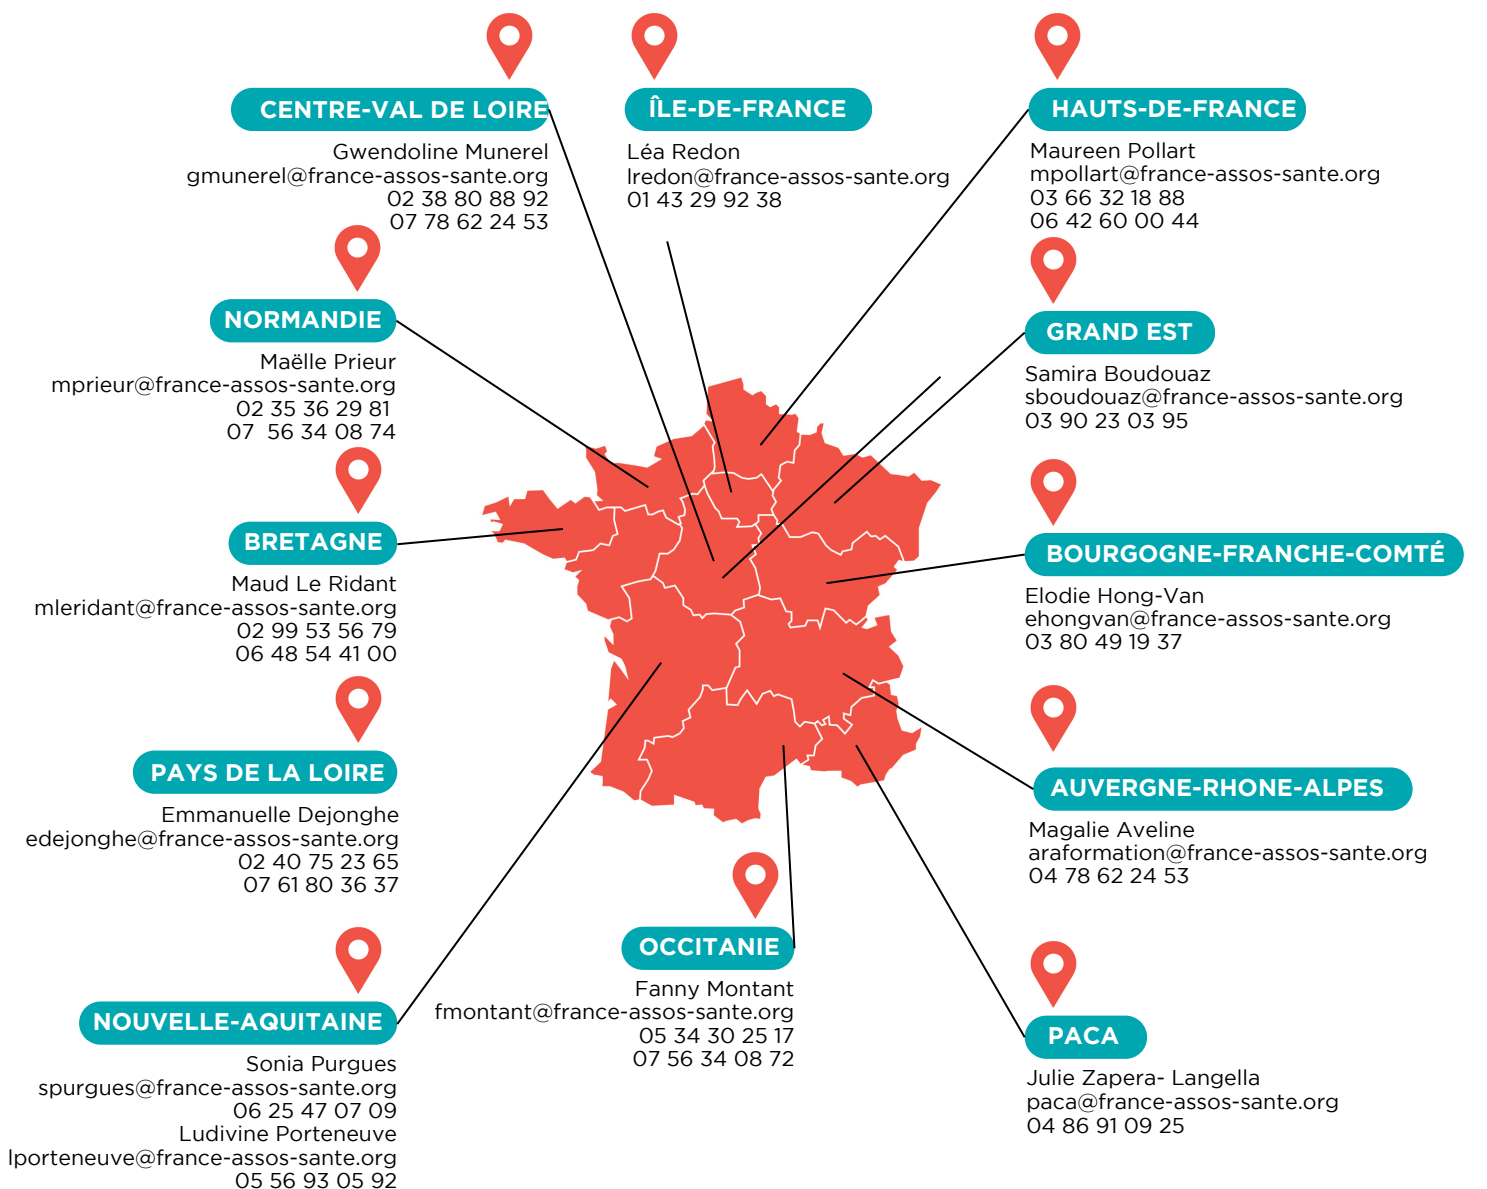 CENTRE-VAL DE LOIRE
Gwendoline Munerel
gmunerel@france-assos-sante.org
02 38 80 88 92
07 78 62 24 53
ÎLE-DE-FRANCE
Léa Redon
lredon@france-assos-sante.org
01 43 29 92 38
HAUTS-DE-FRANCE
Maureen Pollart
mpollart@france-assos-sante.org
03 66 32 18 88
06 42 60 00 44
NORMANDIE
Maëlle Prieur
mprieur@france-assos-sante.org
02 35 36 29 81
07  56 34 08 74
GRAND EST
Samira Boudouaz
sboudouaz@france-assos-sante.org
03 90 23 03 95
BRETAGNE
Maud Le Ridant
mleridant@france-assos-sante.org
02 99 53 56 79
06 48 54 41 00
BOURGOGNE-FRANCHE-COMTÉ
Elodie Hong-Van
ehongvan@france-assos-sante.org
03 80 49 19 37
PAYS DE LA LOIRE
Emmanuelle Dejonghe
edejonghe@france-assos-sante.org
02 40 75 23 65
07 61 80 36 37
AUVERGNE-RHONE-ALPES
Magalie Aveline
araformation@france-assos-sante.org
04 78 62 24 53
NOUVELLE-AQUITAINE
Sonia Purgues
spurgues@france-assos-sante.org
06 25 47 07 09
Ludivine Porteneuve
lporteneuve@france-assos-sante.org
05 56 93 05 92
OCCITANIE
Fanny Montant
fmontant@france-assos-sante.org
05 34 30 25 17
07 56 34 08 72
PACA
Julie Zapera- Langella
paca@france-assos-sante.org
04 86 91 09 25